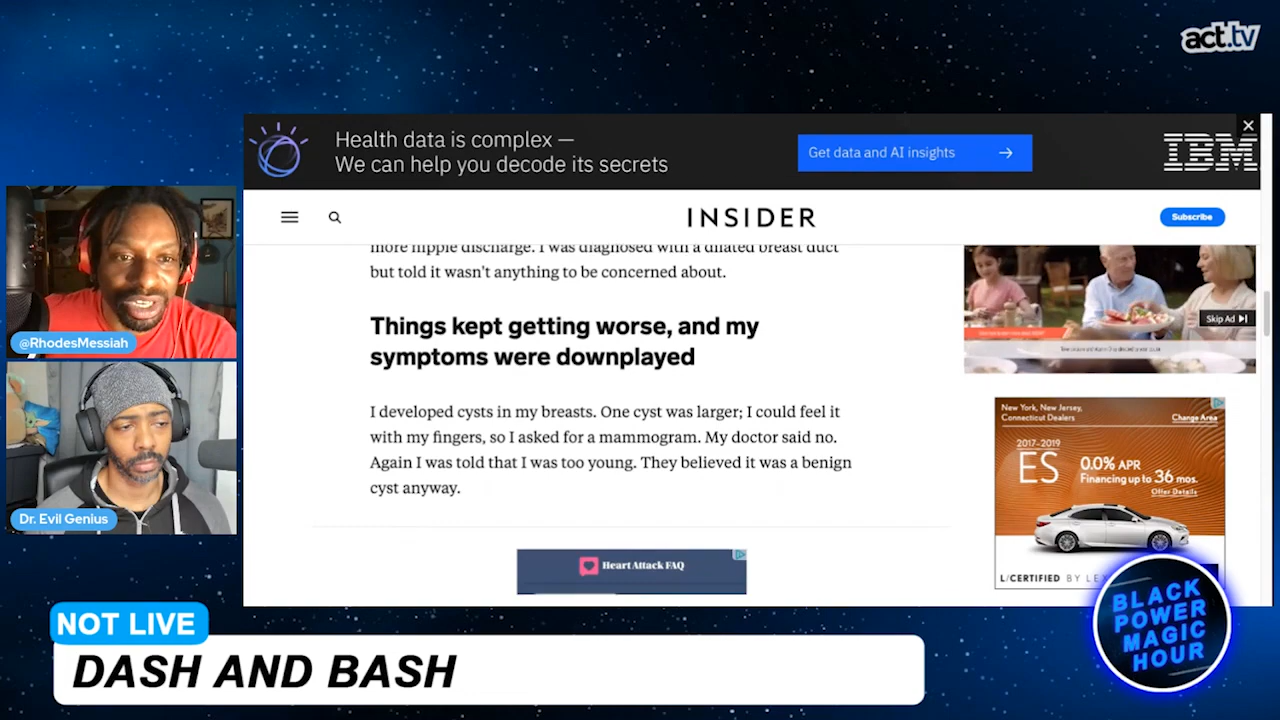 act.tv
Health data is complex —
We can help you decode its secrets
Get data and AI insights →
IBM
INSIDER
Subscribe
more nipple discharge. I was diagnosed with a dilated breast duct
but told it wasn't anything to be concerned about.
Things kept getting worse, and my
symptoms were downplayed
I developed cysts in my breasts. One cyst was larger; I could feel it
with my fingers, so I asked for a mammogram. My doctor said no.
Again I was told that I was too young. They believed it was a benign
cyst anyway.
Heart Attack FAQ
Skip Ad
New York, New Jersey,
Connecticut Dealers
Change Area
2017-2019
ES
0.0% APR
Financing up to 36 mos.
Offer Details
L/CERTIFIED BY LEX
@RhodesMessiah
Dr. Evil Genius
BLACK
POWER
MAGIC
HOUR
NOT LIVE
DASH AND BASH